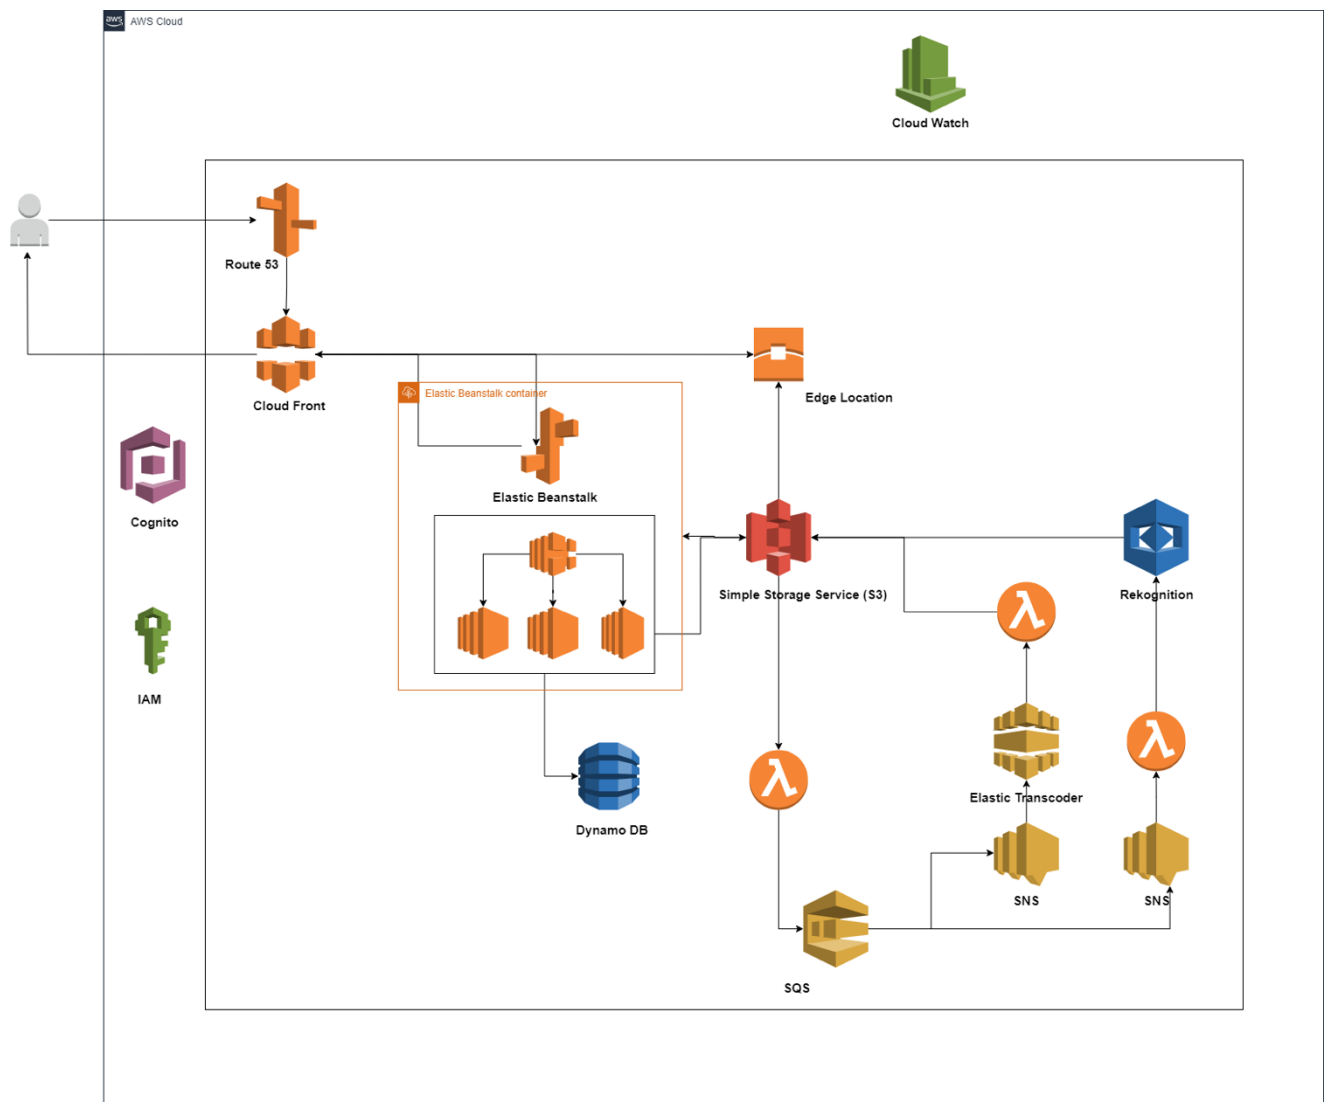 aws
AWS Cloud
Cloud Watch
Route 53
Cloud Front
Edge Location
Elastic Beanstalk container
Elastic Beanstalk
Cognito
Simple Storage Service (S3)
Rekognition
IAM
Elastic Transcoder
Dynamo DB
SNS
SNS
SQS